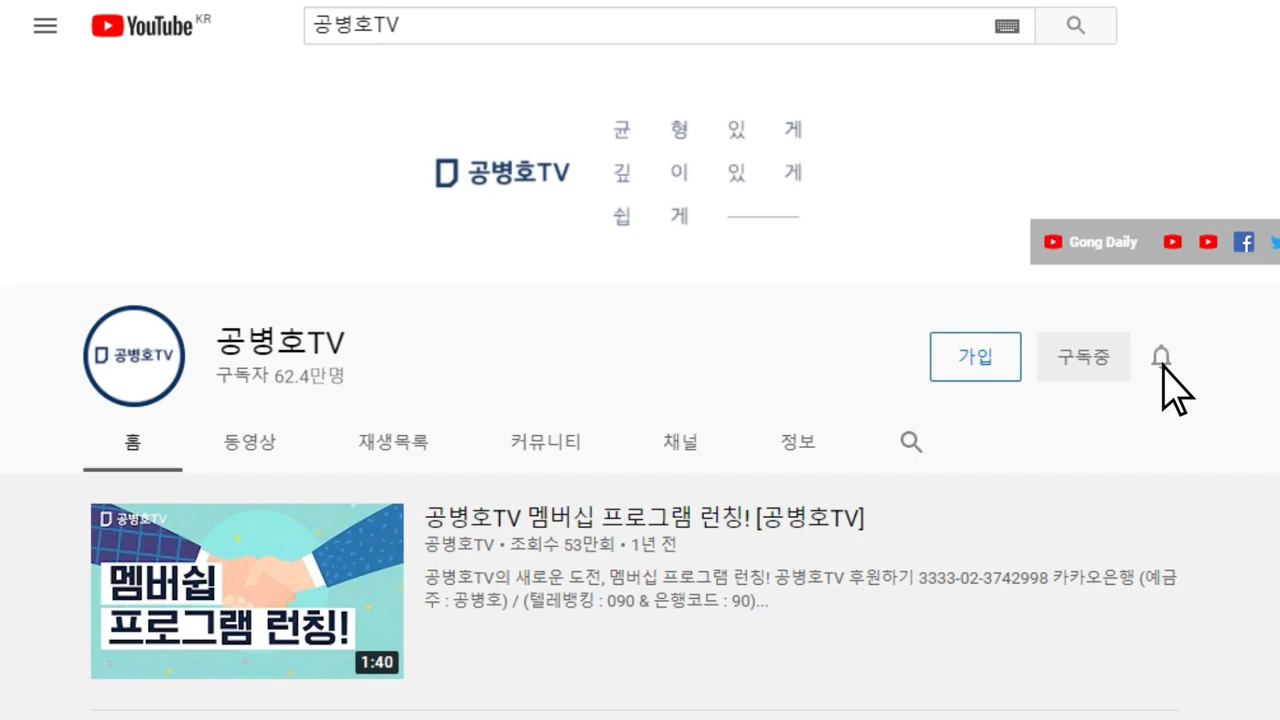 YouTube KR
공병호TV
공병호TV
균 형 있 게
깊 이 있 게
쉽 게
Gong Daily
공병호TV
공병호TV
구독자 62.4만명
가입
구독중
홈 동영상 재생목록 커뮤니티 채널 정보
공병호TV
멤버쉽
프로그램 런칭!
1:40
공병호TV 멤버십 프로그램 런칭! [공병호TV]
공병호TV • 조회수 53만회 • 1년 전
공병호TV의 새로운 도전, 멤버십 프로그램 런칭! 공병호TV 후원하기 3333-02-3742998 카카오은행 (예금
주 : 공병호) / (텔레뱅킹 : 090 & 은행코드 : 90)...